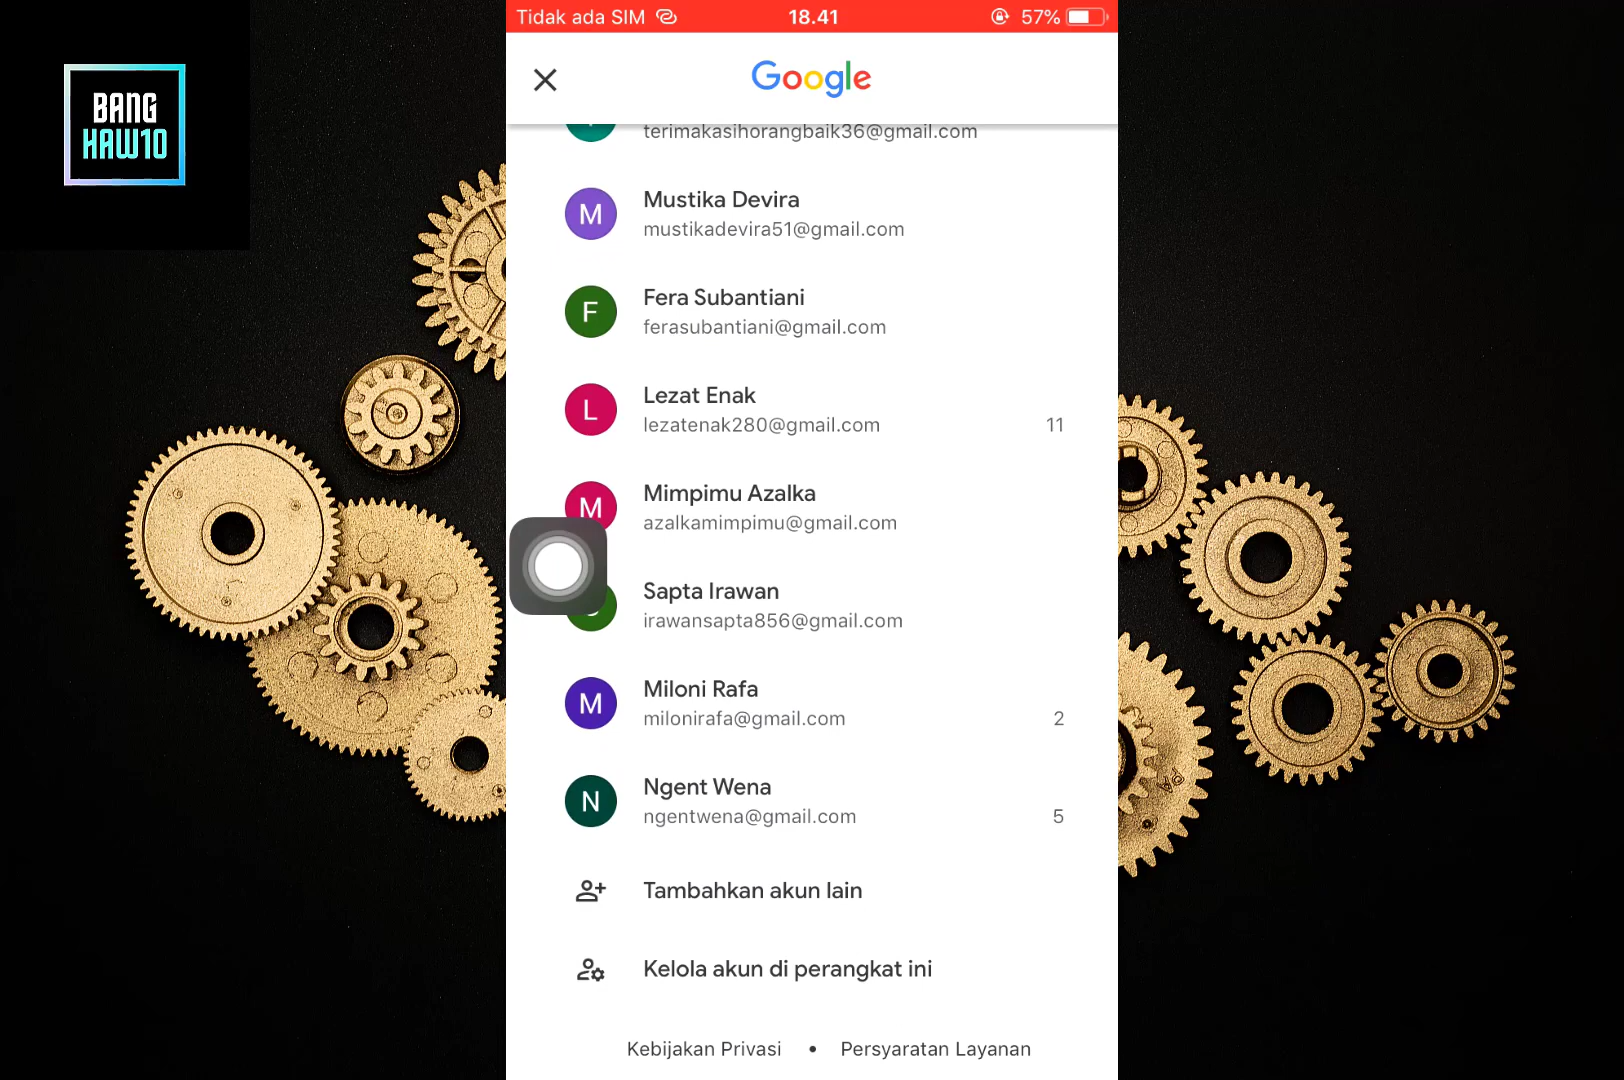 BANG
HAW10
Tidak ada SIM
18.41
57%
Google
terimakasihorangbaik36@gmail.com
M
Mustika Devira
mustikadevira51@gmail.com
F
Fera Subantiani
ferasubantiani@gmail.com
L
Lezat Enak
lezatenak280@gmail.com
11
M
Mimpimu Azalka
azalkamimpimu@gmail.com
Sapta Irawan
irawansapta856@gmail.com
M
Miloni Rafa
milonirafa@gmail.com
2
N
Ngent Wena
ngentwena@gmail.com
5
Tambahkan akun lain
Kelola akun di perangkat ini
Kebijakan Privasi • Persyaratan Layanan